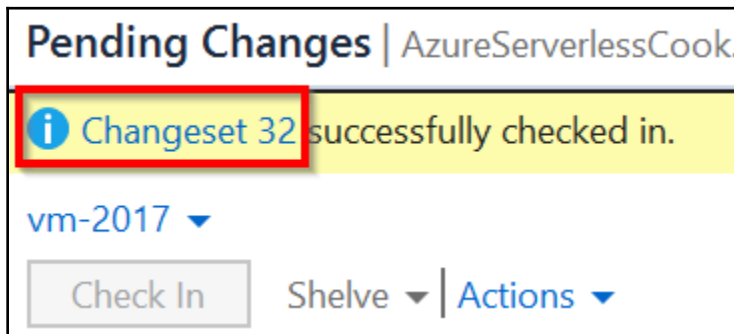 Pending Changes | AzureServerlessCook
Changeset 32 successfully checked in.
vm-2017
Check In Shelve | Actions